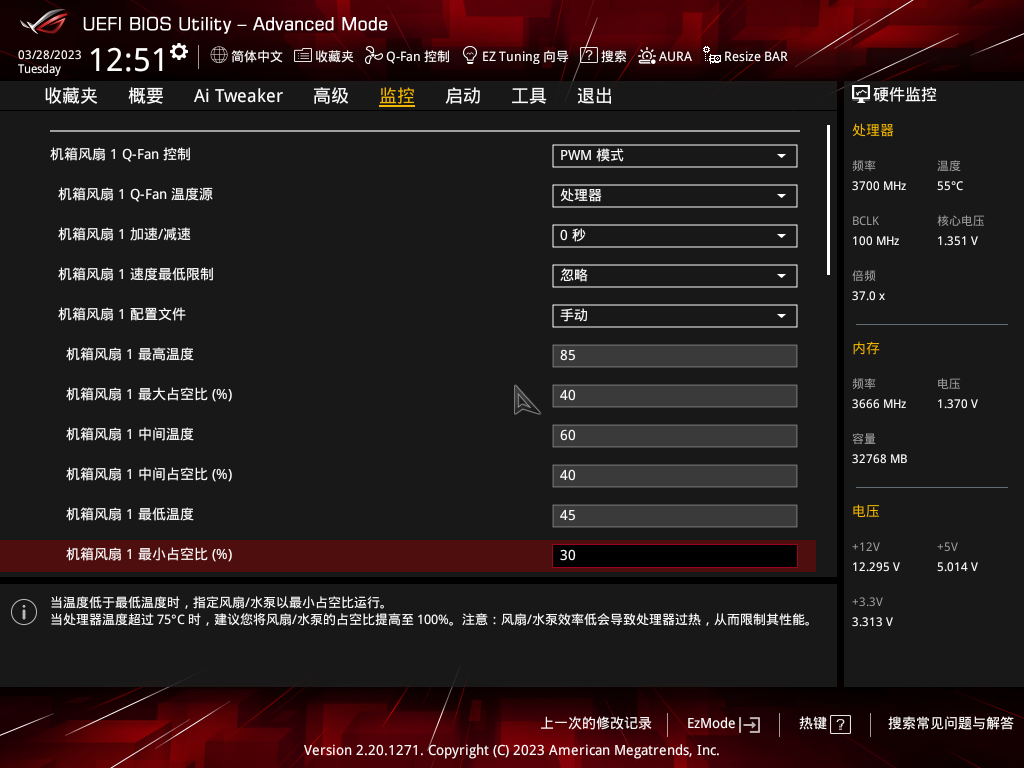 UEFI BIOS Utility – Advanced Mode
03/28/2023
Tuesday
12:51
简体中文
收藏夹
Q-Fan 控制
EZ Tuning 向导
搜索
AURA
Resize BAR
收藏夹 概要 Ai Tweaker 高级 监控 启动 工具 退出
机箱风扇 1 Q-Fan 控制 PWM 模式
机箱风扇 1 Q-Fan 温度源 处理器
机箱风扇 1 加速/减速 0 秒
机箱风扇 1 速度最低限制 忽略
机箱风扇 1 配置文件 手动
机箱风扇 1 最高温度 85
机箱风扇 1 最大占空比 (%) 40
机箱风扇 1 中间温度 60
机箱风扇 1 中间占空比 (%) 40
机箱风扇 1 最低温度 45
机箱风扇 1 最小占空比 (%) 30
当温度低于最低温度时，指定风扇/水泵以最小占空比运行。
当处理器温度超过 75°C 时，建议您将风扇/水泵的占空比提高至 100%。注意：风扇/水泵效率低会导致处理器过热，从而限制其性能。
硬件监控
处理器
频率 温度
3700 MHz 55°C
BCLK 核心电压
100 MHz 1.351 V
倍频
37.0 x
内存
频率 电压
3666 MHz 1.370 V
容量
32768 MB
电压
+12V +5V
12.295 V 5.014 V
+3.3V
3.313 V
上一次的修改记录 EzMode 热键 ? 搜索常见问题与解答
Version 2.20.1271. Copyright (C) 2023 American Megatrends, Inc.